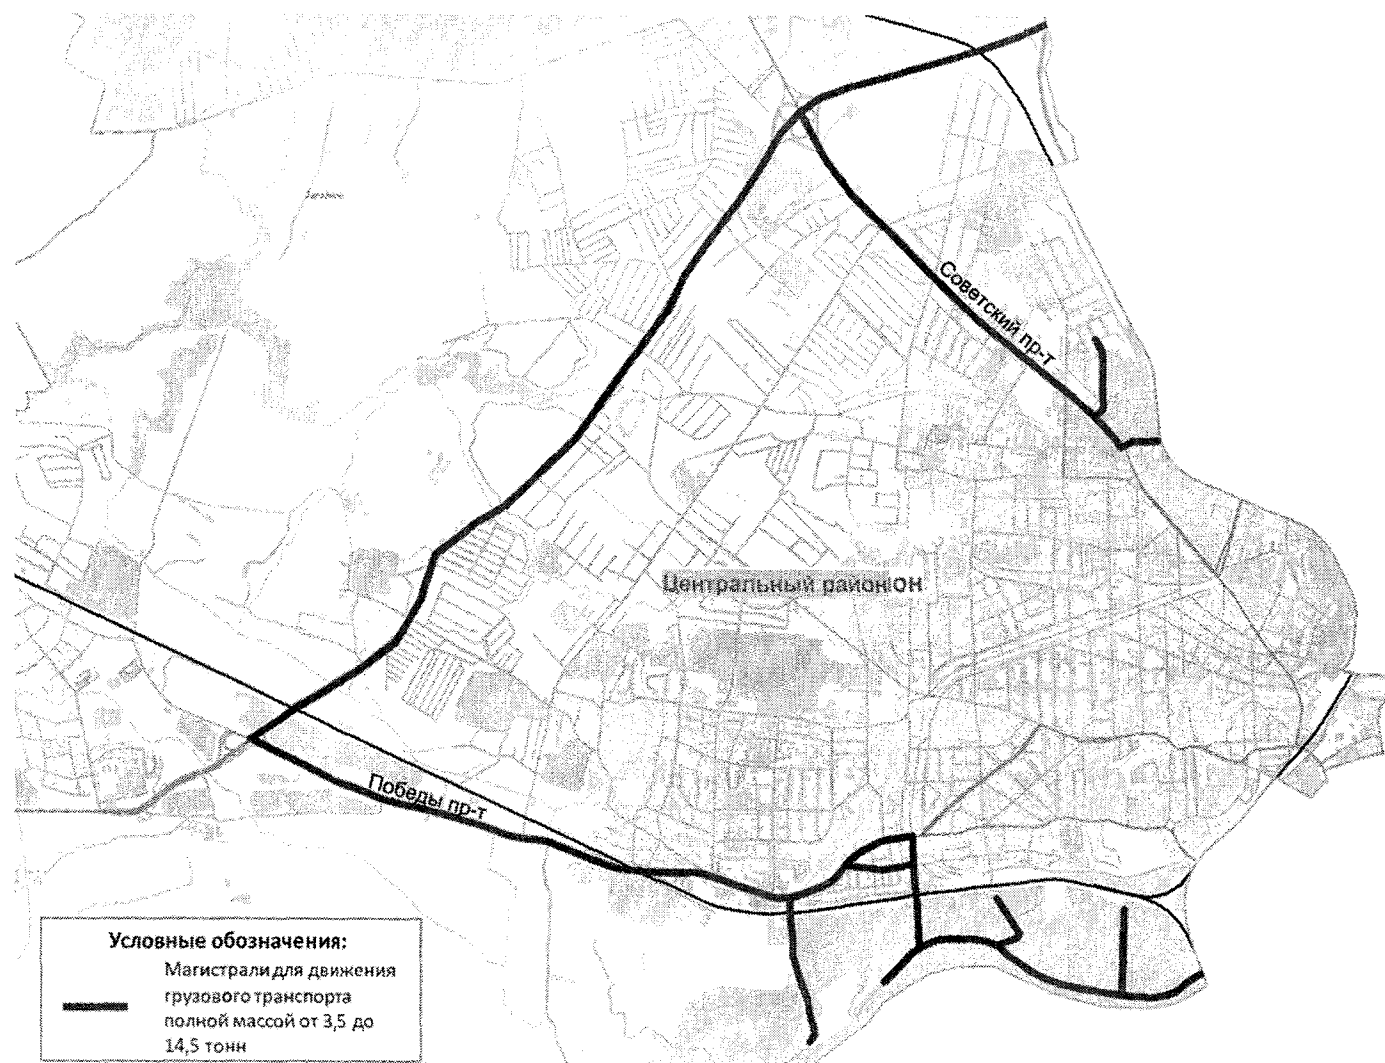 Советский пр-т
Центральный район он
Победы пр-т
Условные обозначения:
Магистрали для движения
грузового транспорта
полной массой от 3,5 до
14,5 тонн